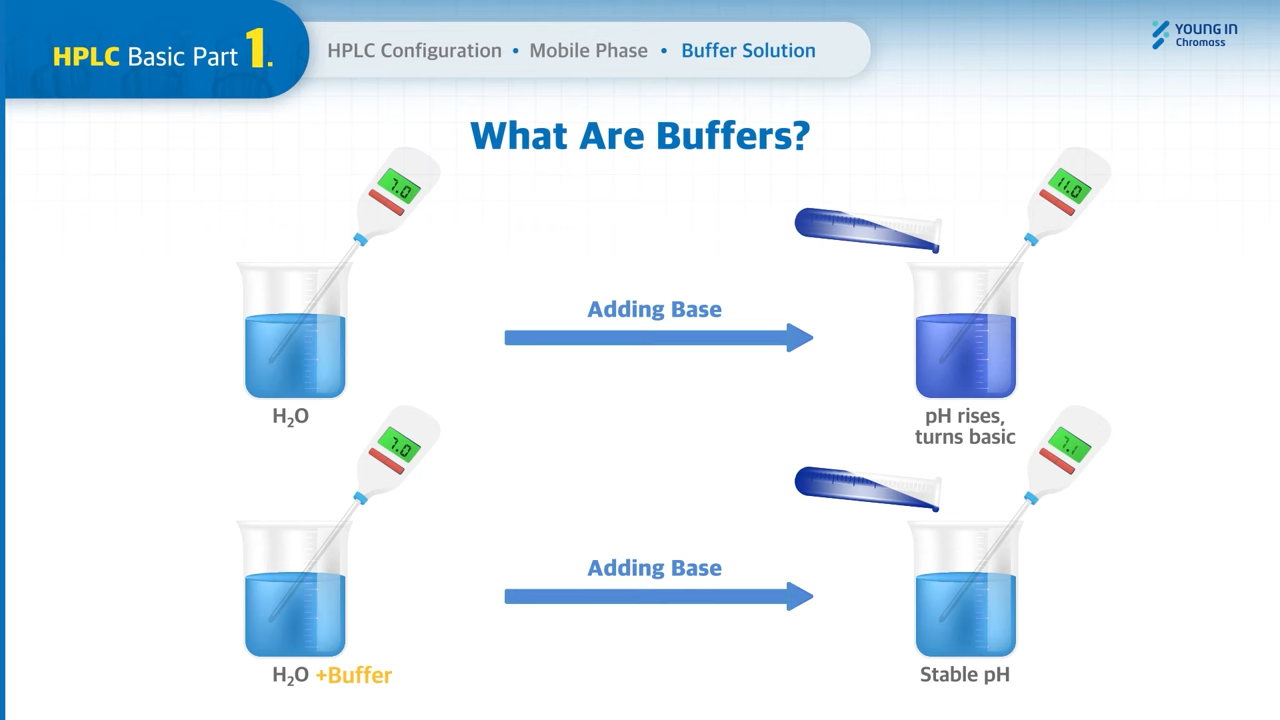 HPLC Basic Part 1.
HPLC Configuration • Mobile Phase • Buffer Solution
YOUNG IN
Chromass
What Are Buffers?
7.0
11.0
Adding Base
H₂O
pH rises,
turns basic
7.0
7.1
Adding Base
H₂O +Buffer
Stable pH